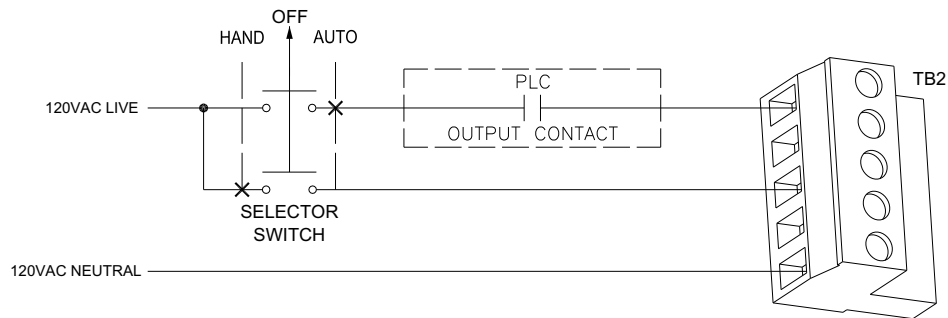 OFF
HAND
AUTO
PLC
TB2
120VAC LIVE
OUTPUT CONTACT
SELECTOR
SWITCH
120VAC NEUTRAL